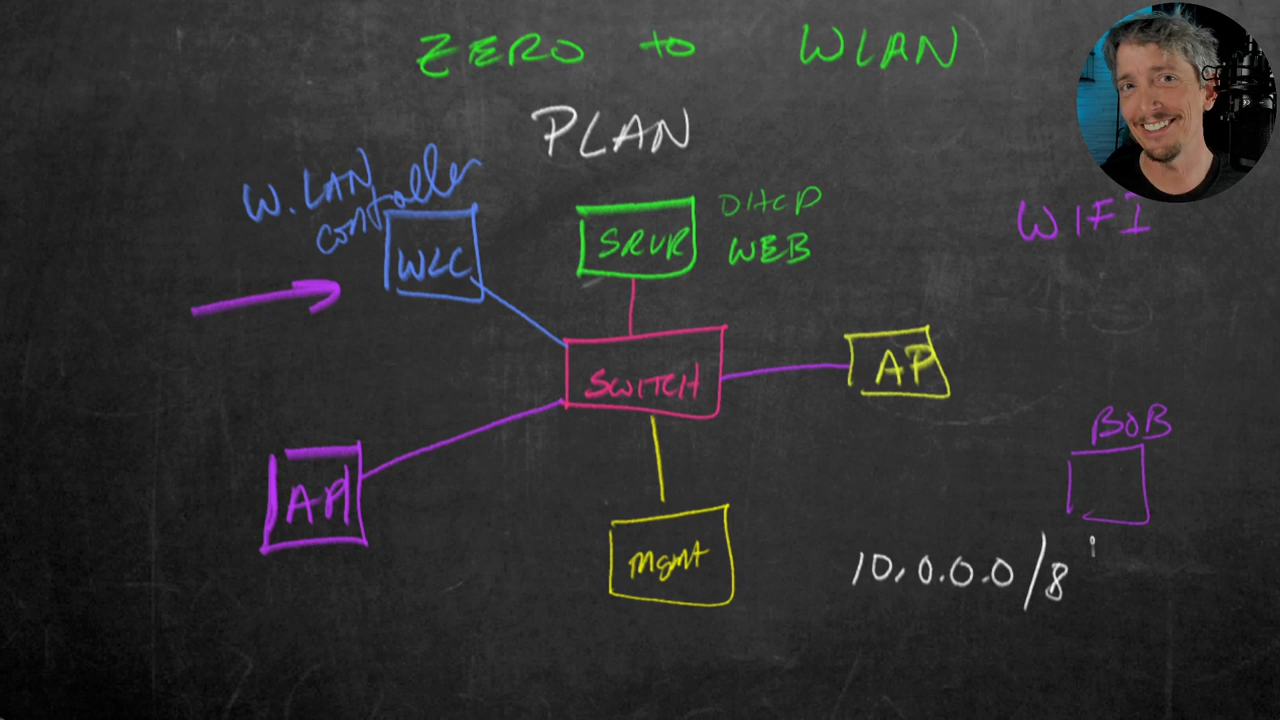 ZERO to WLAN
PLAN
W. LAN
controller
WLC
SRVR
DHCP
WEB
WIFI
SWITCH
AP
BOB
AP
MGMT
10.0.0.0/8